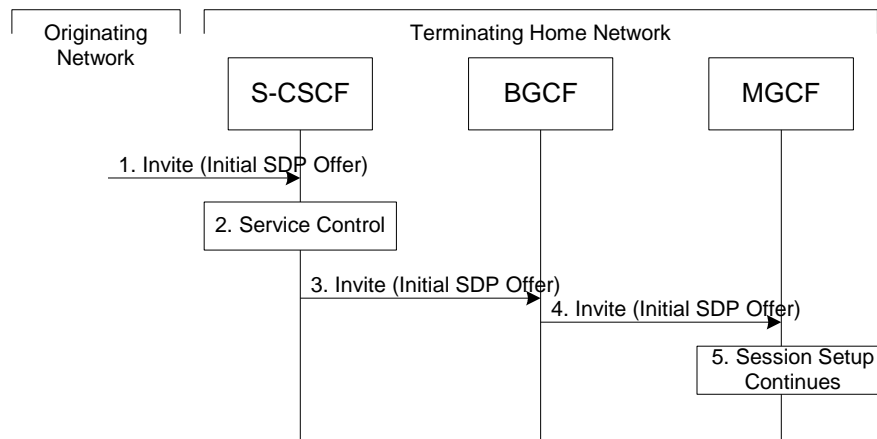 Originating
Network
Terminating Home Network
S-CSCF
BGCF
MGCF
1. Invite (Initial SDP Offer)
2. Service Control
3. Invite (Initial SDP Offer)
4. Invite (Initial SDP Offer)
5. Session Setup
Continues